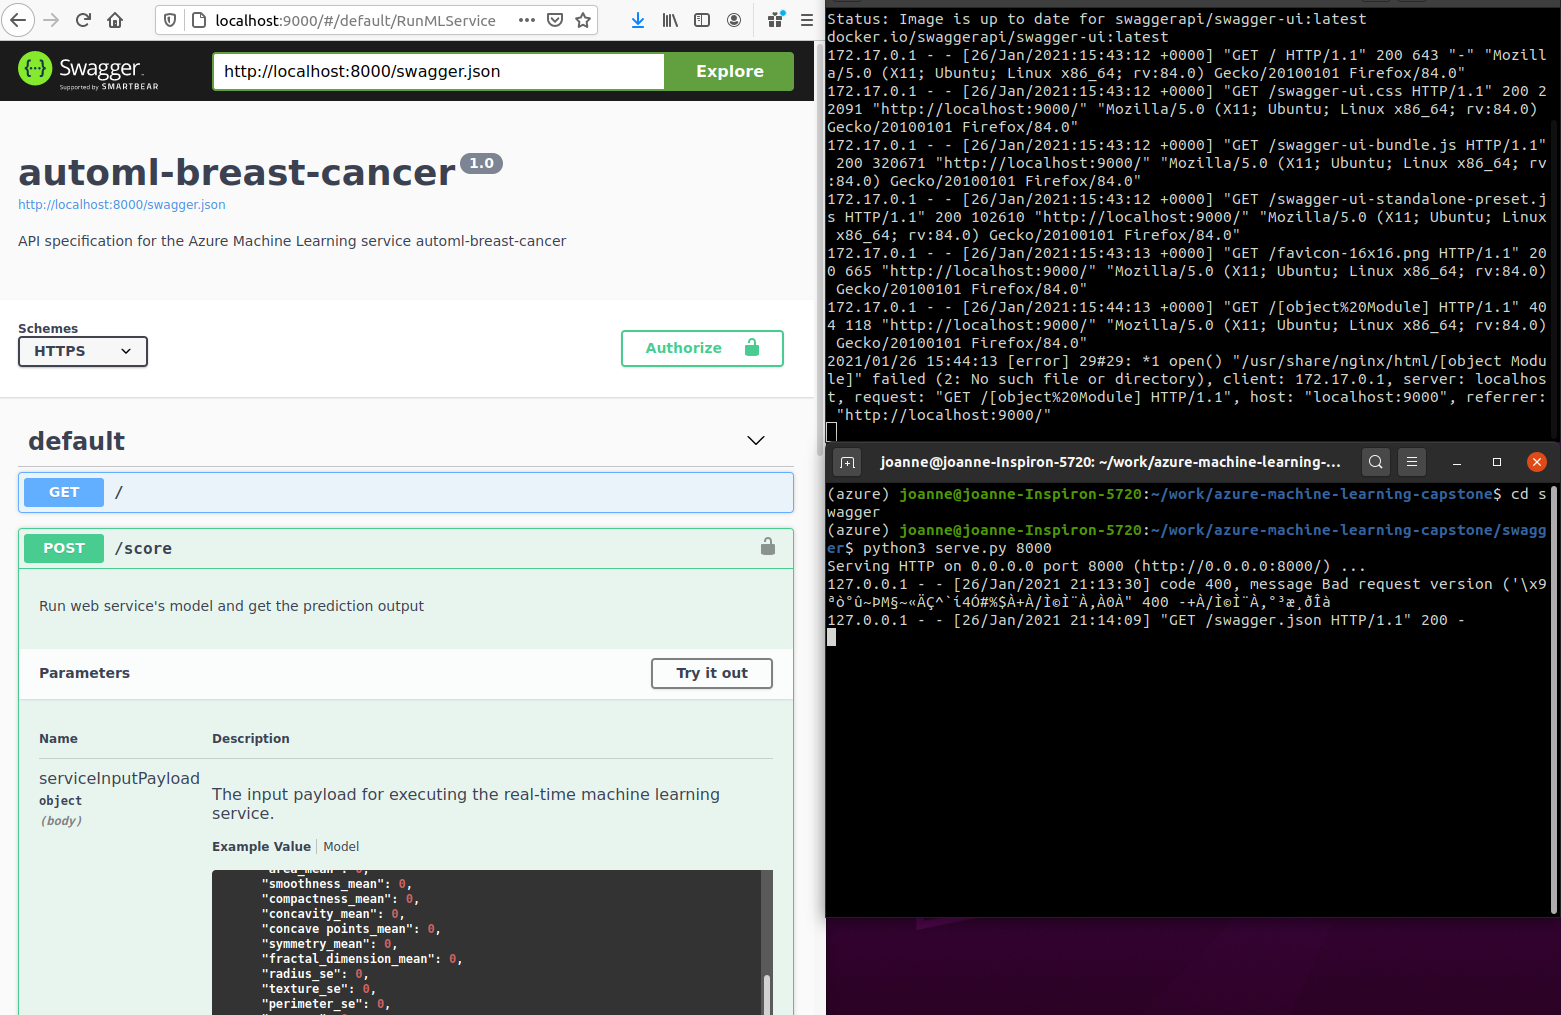 localhost:9000/#/default/RunMLService
Swagger
Supported by SMARTBEAR
http://localhost:8000/swagger.json
Explore
automl-breast-cancer 1.0
http://localhost:8000/swagger.json
API specification for the Azure Machine Learning service automl-breast-cancer
Schemes
HTTPS
Authorize
default
GET /
POST /score
Run web service's model and get the prediction output
Parameters
Try it out
Name Description
serviceInputPayload
object
(body)
The input payload for executing the real-time machine learning
service.
Example Value Model
"area_mean": 0,
"smoothness_mean": 0,
"compactness_mean": 0,
"concavity_mean": 0,
"concave points_mean": 0,
"symmetry_mean": 0,
"fractal_dimension_mean": 0,
"radius_se": 0,
"texture_se": 0,
"perimeter_se": 0,
Status: Image is up to date for swaggerapi/swagger-ui:latest
docker.io/swaggerapi/swagger-ui:latest
172.17.0.1 - - [26/Jan/2021:15:43:12 +0000] "GET / HTTP/1.1" 200 643 "-" "Mozill
a/5.0 (X11; Ubuntu; Linux x86_64; rv:84.0) Gecko/20100101 Firefox/84.0"
172.17.0.1 - - [26/Jan/2021:15:43:12 +0000] "GET /swagger-ui.css HTTP/1.1" 200 2
2091 "http://localhost:9000/" "Mozilla/5.0 (X11; Ubuntu; Linux x86_64; rv:84.0)
Gecko/20100101 Firefox/84.0"
172.17.0.1 - - [26/Jan/2021:15:43:12 +0000] "GET /swagger-ui-bundle.js HTTP/1.1"
200 320671 "http://localhost:9000/" "Mozilla/5.0 (X11; Ubuntu; Linux x86_64; rv
:84.0) Gecko/20100101 Firefox/84.0"
172.17.0.1 - - [26/Jan/2021:15:43:12 +0000] "GET /swagger-ui-standalone-preset.j
s HTTP/1.1" 200 102610 "http://localhost:9000/" "Mozilla/5.0 (X11; Ubuntu; Linux
x86_64; rv:84.0) Gecko/20100101 Firefox/84.0"
172.17.0.1 - - [26/Jan/2021:15:43:13 +0000] "GET /favicon-16x16.png HTTP/1.1" 20
0 665 "http://localhost:9000/" "Mozilla/5.0 (X11; Ubuntu; Linux x86_64; rv:84.0)
Gecko/20100101 Firefox/84.0"
172.17.0.1 - - [26/Jan/2021:15:44:13 +0000] "GET /[object%20Module] HTTP/1.1" 40
4 118 "http://localhost:9000/" "Mozilla/5.0 (X11; Ubuntu; Linux x86_64; rv:84.0)
Gecko/20100101 Firefox/84.0"
2021/01/26 15:44:13 [error] 29#29: *1 open() "/usr/share/nginx/html/[object Modu
le]" failed (2: No such file or directory), client: 172.17.0.1, server: localhos
t, request: "GET /[object%20Module] HTTP/1.1", host: "localhost:9000", referrer:
"http://localhost:9000/"
joanne@joanne-Inspiron-5720: ~/work/azure-machine-learning-...
(azure) joanne@joanne-Inspiron-5720:~/work/azure-machine-learning-capstone$ cd s
wagger
(azure) joanne@joanne-Inspiron-5720:~/work/azure-machine-learning-capstone/swagg
er$ python3 serve.py 8000
Serving HTTP on 0.0.0.0 port 8000 (http://0.0.0.0:8000/) ...
127.0.0.1 - - [26/Jan/2021 21:13:30] code 400, message Bad request version ('\x9
127.0.0.1 - - [26/Jan/2021 21:14:09] "GET /swagger.json HTTP/1.1" 200 -